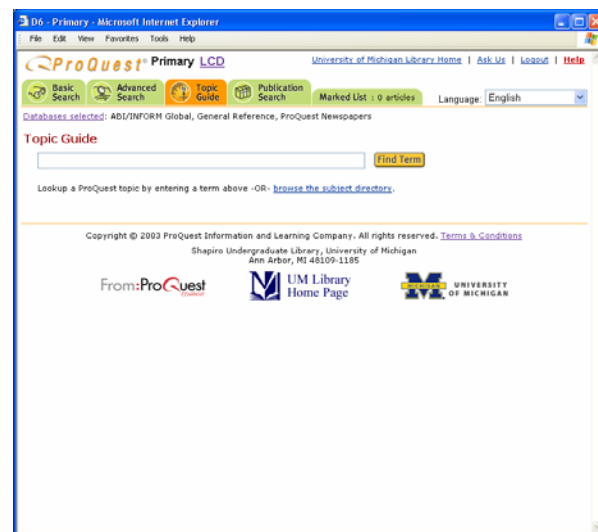 D6 - Primary - Microsoft Internet Explorer
File Edit View Favorites Tools Help
ProQuest® Primary LCD University of Michigan Library Home | Ask Us | Logout | Help
Basic Search Advanced Search Topic Guide Publication Search Marked List : 0 articles Language: English
Databases selected: ABI/INFORM Global, General Reference, ProQuest Newspapers
Topic Guide
Find Term
Lookup a ProQuest topic by entering a term above -OR- browse the subject directory.
Copyright © 2003 ProQuest Information and Learning Company. All rights reserved. Terms & Conditions
Shapiro Undergraduate Library, University of Michigan
Ann Arbor, MI 48109-1185
From:ProQuest COMPANY
UM Library
Home Page
MICHIGAN
UNIVERSITY
OF MICHIGAN